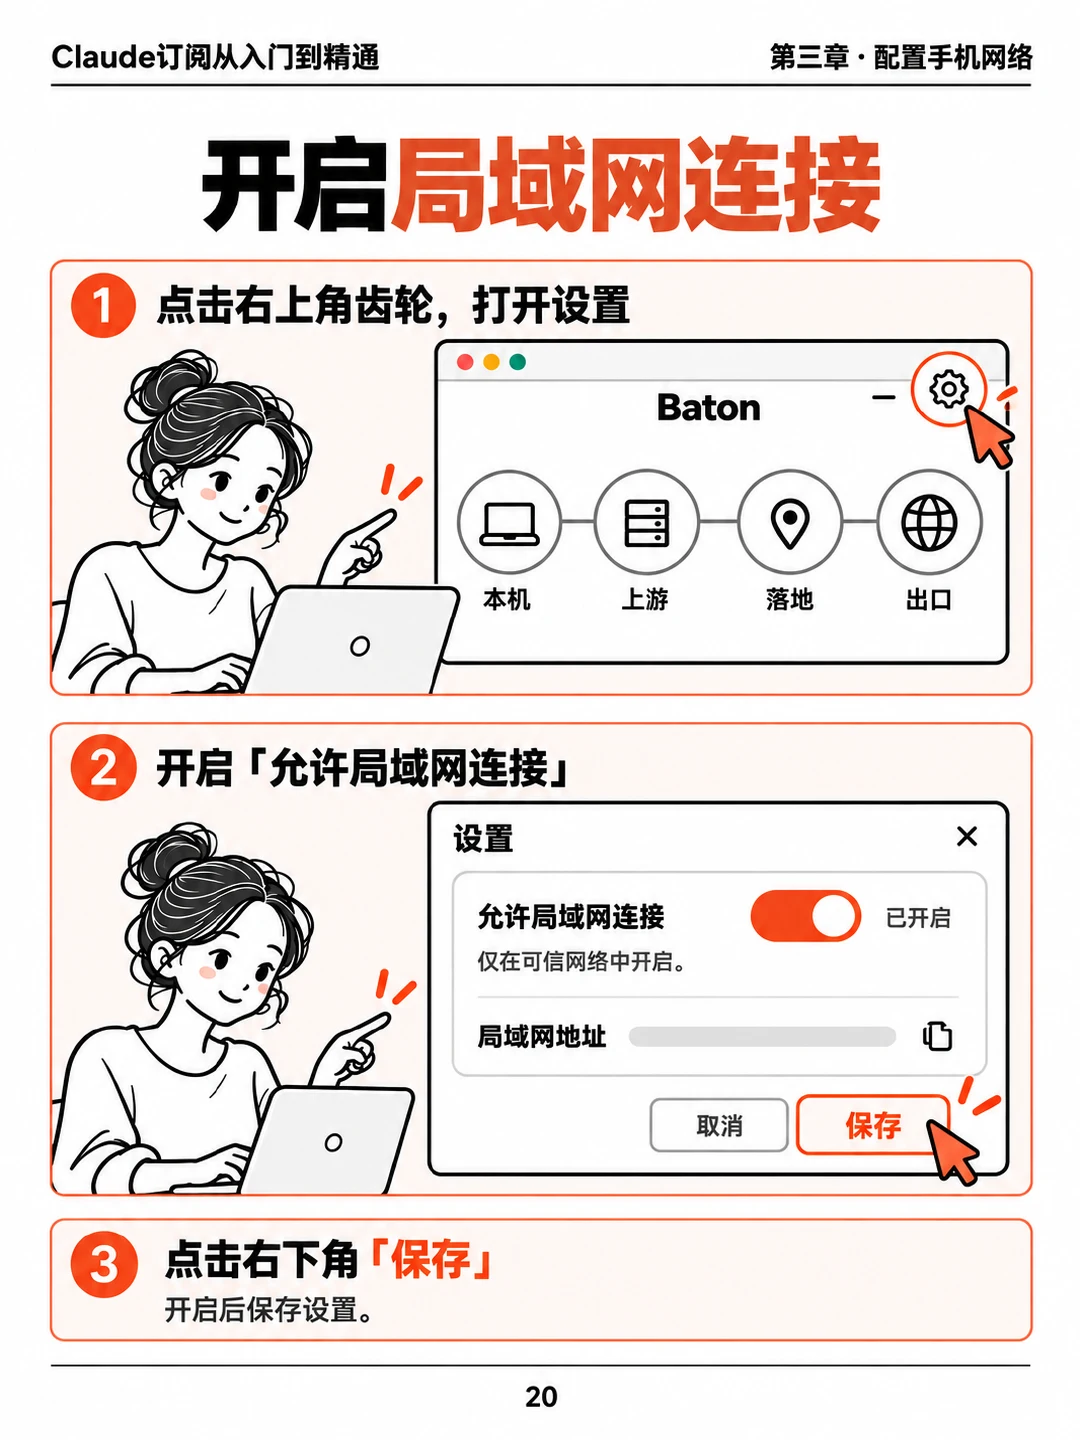 Claude订阅从入门到精通
第三章·配置手机网络
开启局域网连接
1 点击右上角齿轮，打开设置
Baton
本机 上游 落地 出口
2 开启「允许局域网连接」
设置
允许局域网连接 已开启
仅在可信网络中开启。
局域网地址
取消 保存
3 点击右下角「保存」
开启后保存设置。
20